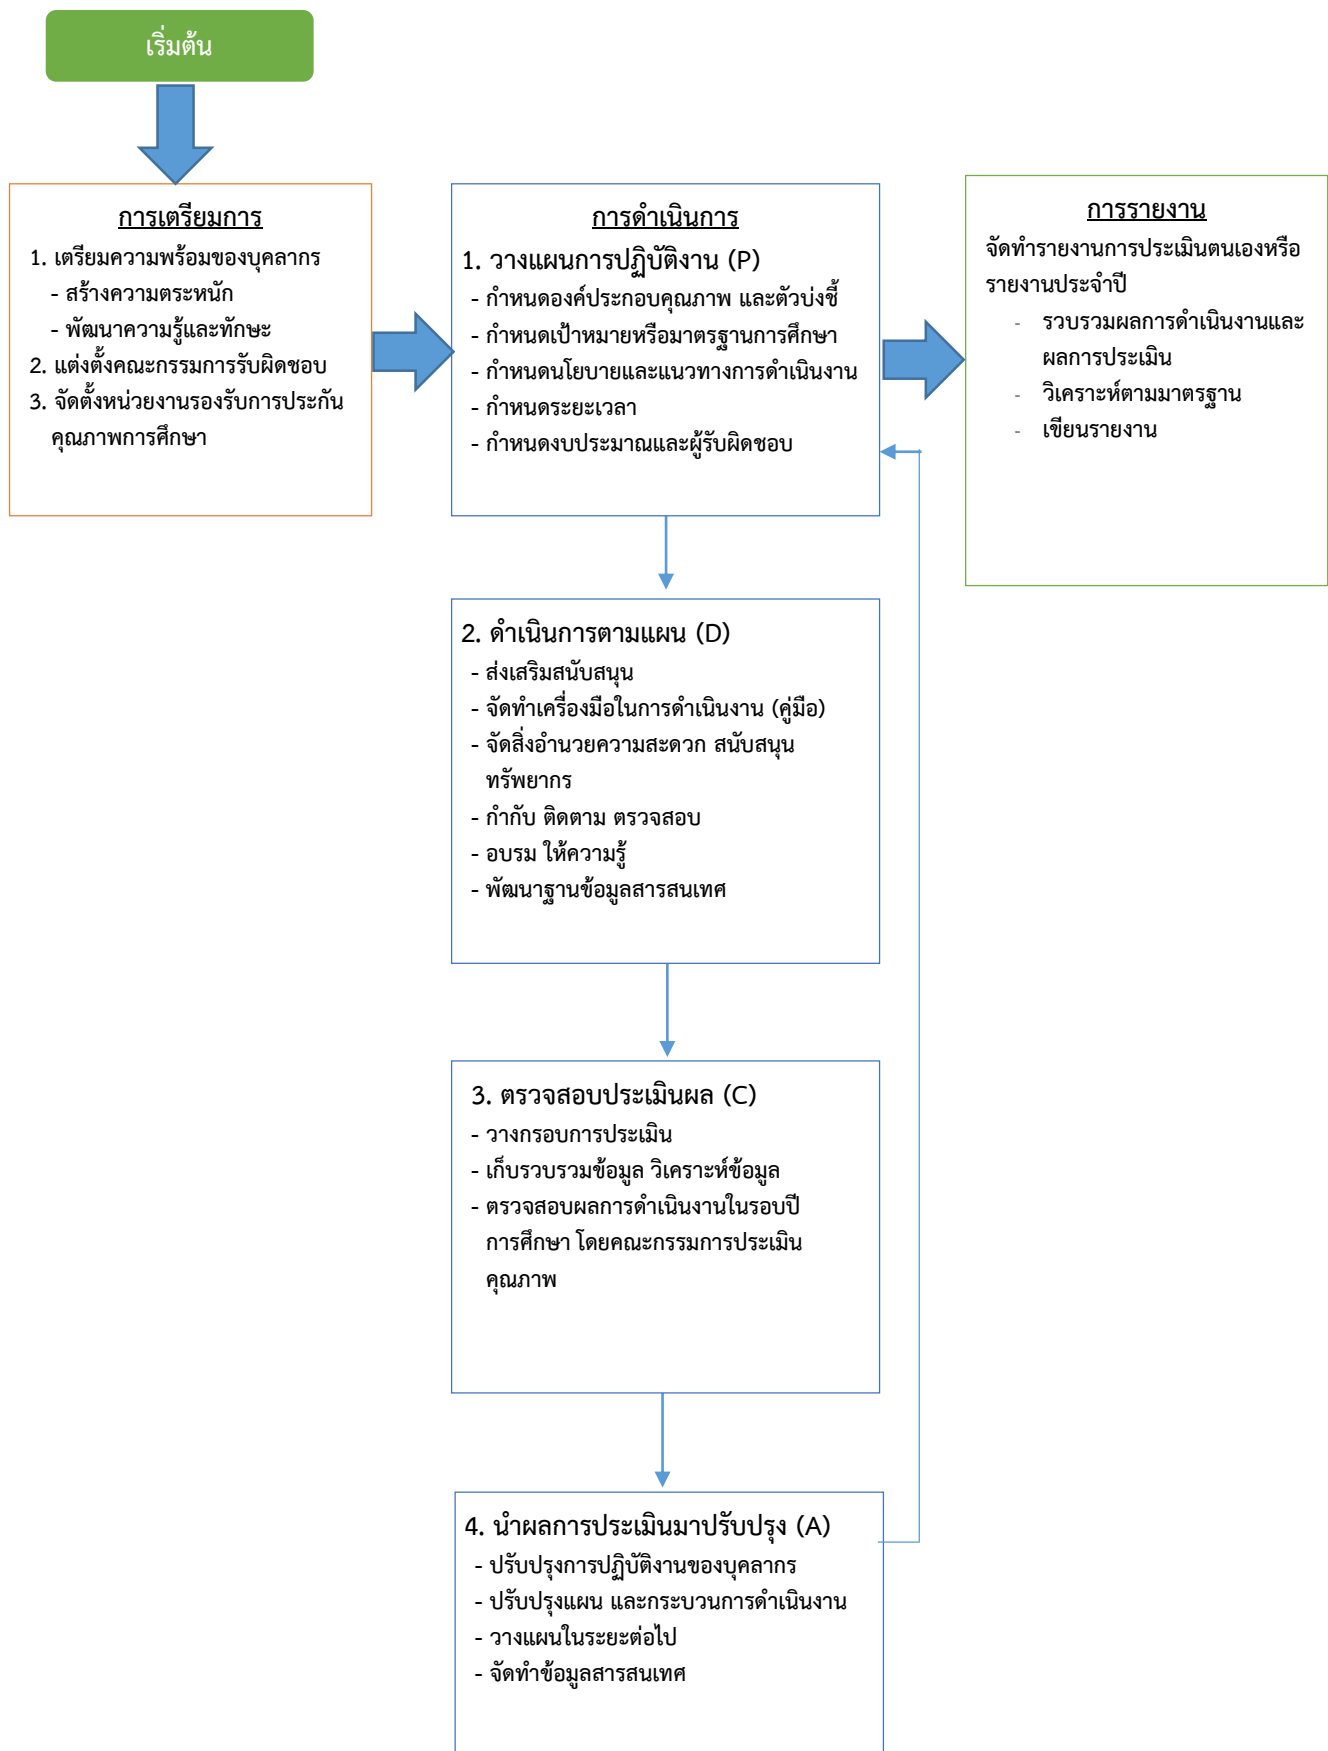 เริ่มต้น
การเตรียมการ
1. เตรียมความพร้อมของบุคลากร
- สร้างความตระหนัก
- พัฒนาความรู้และทักษะ
2. แต่งตั้งคณะกรรมการรับผิดชอบ
3. จัดตั้งหน่วยงานรองรับการประกัน
คุณภาพการศึกษา
การดำเนินการ
1. วางแผนการปฏิบัติงาน (P)
- กำหนดองค์ประกอบคุณภาพ และตัวบ่งชี้
- กำหนดเป้าหมายหรือมาตรฐานการศึกษา
- กำหนดนโยบายและแนวทางการดำเนินงาน
- กำหนดระยะเวลา
- กำหนดงบประมาณและผู้รับผิดชอบ
การรายงาน
จัดทำรายงานการประเมินตนเองหรือ
รายงานประจำปี
- รวบรวมผลการดำเนินงานและ
ผลการประเมิน
- วิเคราะห์ตามมาตรฐาน
- เขียนรายงาน
2. ดำเนินการตามแผน (D)
- ส่งเสริมสนับสนุน
- จัดทำเครื่องมือในการดำเนินงาน (คู่มือ)
- จัดสิ่งอำนวยความสะดวก สนับสนุน
ทรัพยากร
- กำกับ ติดตาม ตรวจสอบ
- อบรม ให้ความรู้
- พัฒนาฐานข้อมูลสารสนเทศ
3. ตรวจสอบประเมินผล (C)
- วางกรอบการประเมิน
- เก็บรวบรวมข้อมูล วิเคราะห์ข้อมูล
- ตรวจสอบผลการดำเนินงานในรอบปี
การศึกษา โดยคณะกรรมการประเมิน
คุณภาพ
4. นำผลการประเมินมาปรับปรุง (A)
- ปรับปรุงการปฏิบัติงานของบุคลากร
- ปรับปรุงแผน และกระบวนการดำเนินงาน
- วางแผนในระยะต่อไป
- จัดทำข้อมูลสารสนเทศ